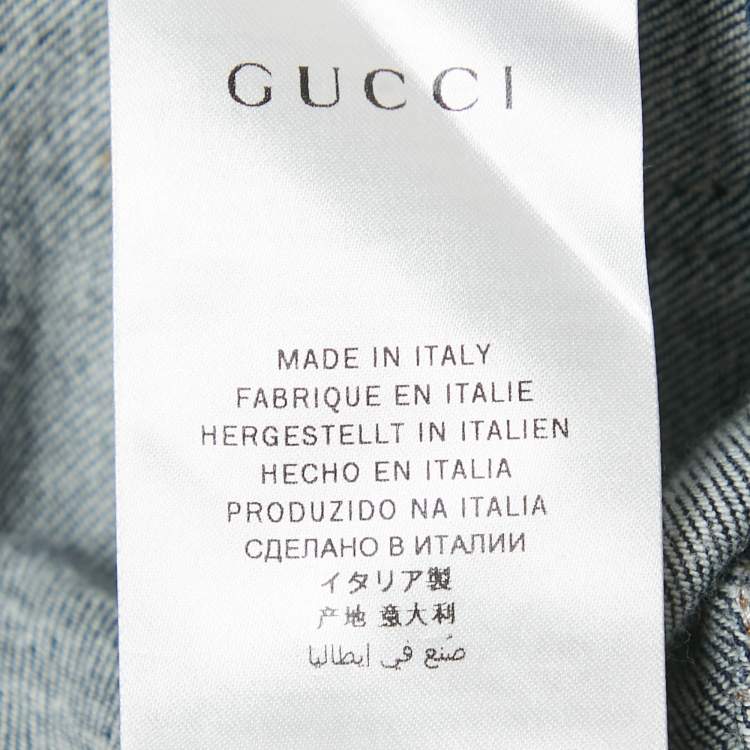 GUCCI
MADE IN ITALY
FABRIQUE EN ITALIE
HERGESTELLT IN ITALIEN
HECHO EN ITALIA
PRODUZIDO NA ITALIA
СДЕЛАНО В ИТАЛИИ
イタリア製
产地 意大利
صُنع في ايطاليا